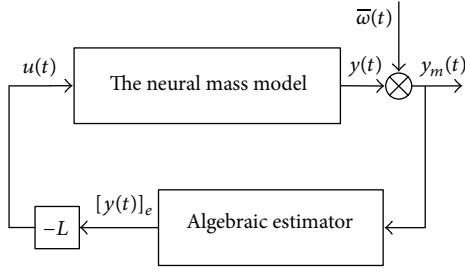 ω̅(t)
u(t)
The neural mass model
y(t)
y_m(t)
[y(t)]_e
−L
Algebraic estimator